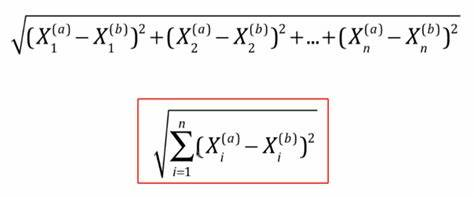 √((X₁⁽ᵃ⁾ − X₁⁽ᵇ⁾)² + (X₂⁽ᵃ⁾ − X₂⁽ᵇ⁾)² + ... + (Xₙ⁽ᵃ⁾ − Xₙ⁽ᵇ⁾)²)
√(∑ᵢ₌₁ⁿ (Xᵢ⁽ᵃ⁾ − Xᵢ⁽ᵇ⁾)²)